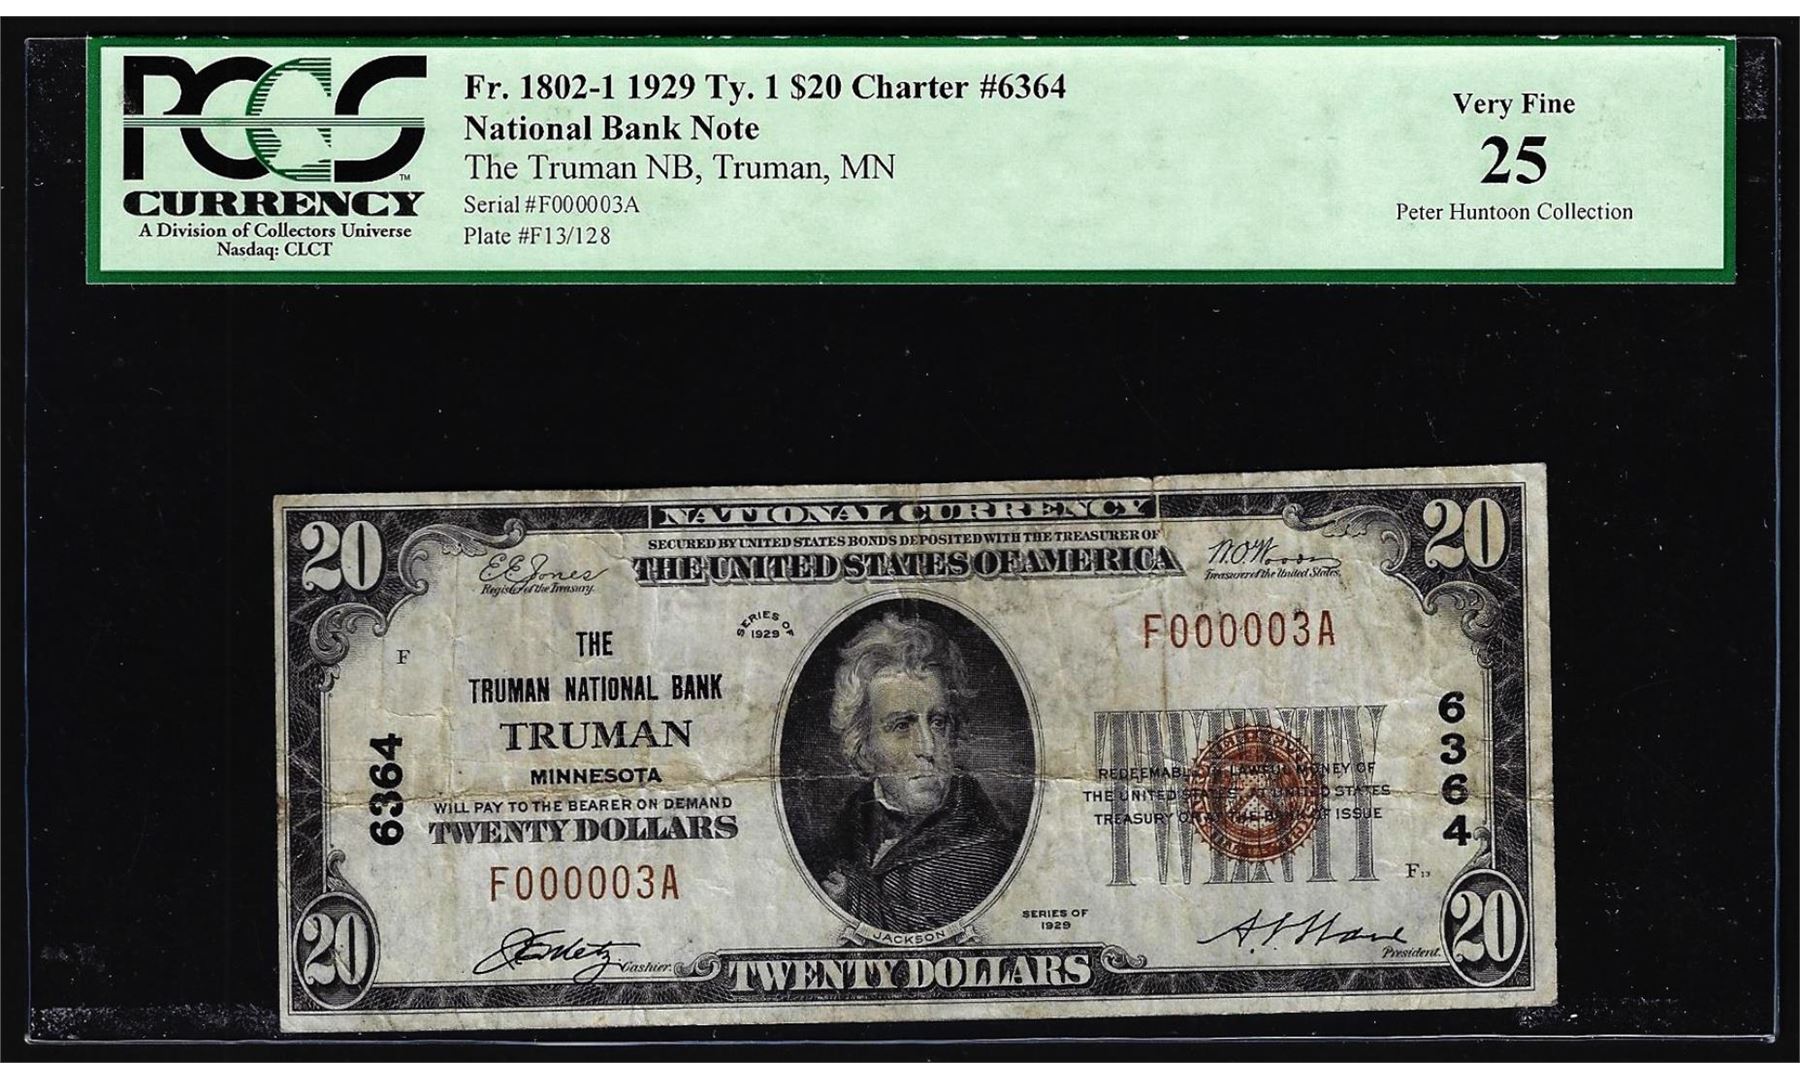 PCGS
™
CURRENCY
A Division of Collectors Universe
Nasdaq: CLCT
Fr. 1802-1 1929 Ty. 1 $20 Charter #6364
National Bank Note
The Truman NB, Truman, MN
Serial #F000003A
Plate #F13/128
Very Fine
25
Peter Huntoon Collection
NATIONAL CURRENCY
SECURED BY UNITED STATES BONDS DEPOSITED WITH THE TREASURER OF
THE UNITED STATES OF AMERICA
20
20
E E Jones
Register of the Treasury.
W. O. Woods
Treasurer of the United States.
SERIES OF
1929
F000003A
F
THE
TRUMAN NATIONAL BANK
TRUMAN
MINNESOTA
WILL PAY TO THE BEARER ON DEMAND
TWENTY DOLLARS
F000003A
6364
6364
TWENTY
REDEEMABLE IN LAWFUL MONEY OF
THE UNITED STATES AT UNITED STATES
TREASURY OR AT THE BANK OF ISSUE
F13
SERIES OF
1929
JACKSON
Cashier.
President.
20
TWENTY DOLLARS
20